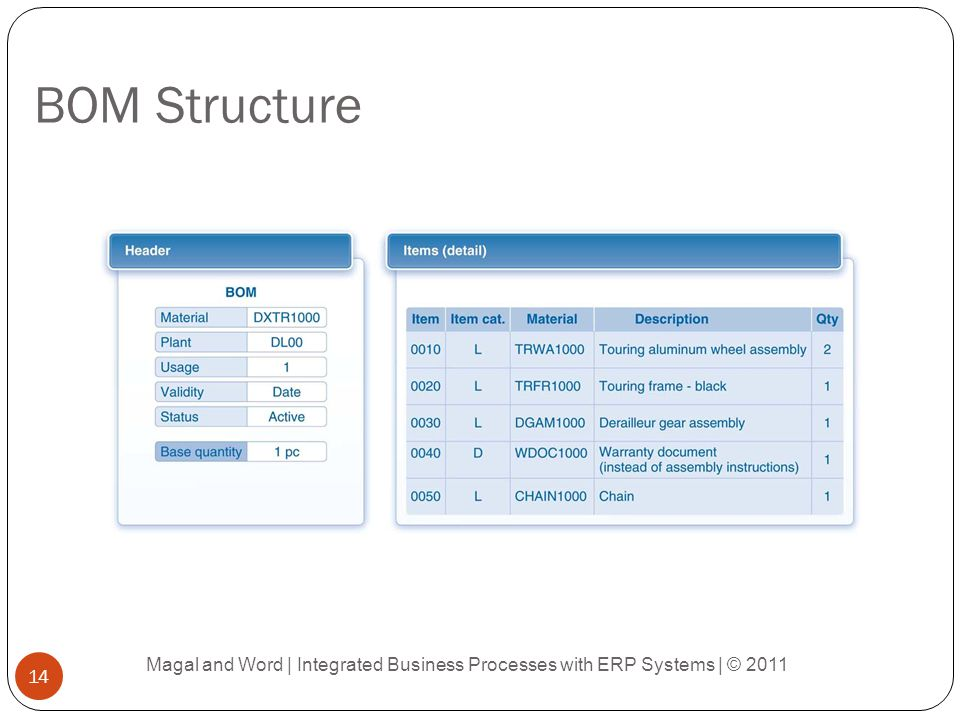 BOM Structure
Header
BOM
Material DXTR1000
Plant DL00
Usage 1
Validity Date
Status Active
Base quantity 1 pc
Items (detail)
Item Item cat. Material Description Qty
0010 L TRWA1000 Touring aluminum wheel assembly 2
0020 L TRFR1000 Touring frame - black 1
0030 L DGAM1000 Derailleur gear assembly 1
0040 D WDOC1000 Warranty document
(instead of assembly instructions) 1
0050 L CHAIN1000 Chain 1
Magal and Word | Integrated Business Processes with ERP Systems | © 2011
14